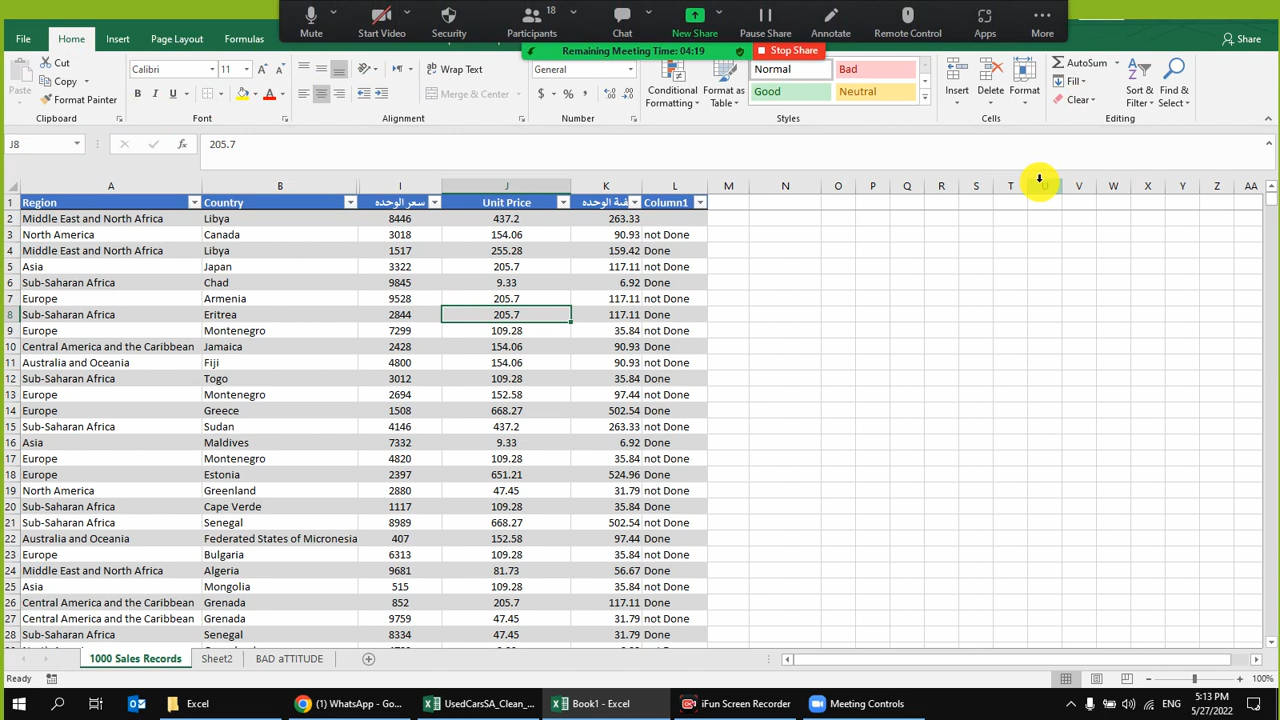 Mute
Start Video
Security
Participants 18
Chat
New Share
Pause Share
Annotate
Remote Control
Apps
More
Remaining Meeting Time: 04:19
Stop Share
File Home Insert Page Layout Formulas
Share
Paste
Cut
Copy
Format Painter
Clipboard
Calibri 11
B I U
Font
Wrap Text
Merge & Center
Alignment
General
$ % ,
Number
Conditional Formatting
Format as Table
Normal Bad
Good Neutral
Styles
Insert Delete Format
Cells
AutoSum
Fill
Clear
Sort & Filter
Find & Select
Editing
J8 205.7
A B I J K L M N O P Q R S T U V W X Y Z AA
1 Region Country سعر الوحده Unit Price Column1
2 Middle East and North Africa Libya 8446 437.2 263.33
3 North America Canada 3018 154.06 90.93 not Done
4 Middle East and North Africa Libya 1517 255.28 159.42 Done
5 Asia Japan 3322 205.7 117.11 not Done
6 Sub-Saharan Africa Chad 9845 9.33 6.92 Done
7 Europe Armenia 9528 205.7 117.11 not Done
8 Sub-Saharan Africa Eritrea 2844 205.7 117.11 Done
9 Europe Montenegro 7299 109.28 35.84 not Done
10 Central America and the Caribbean Jamaica 2428 154.06 90.93 Done
11 Australia and Oceania Fiji 4800 154.06 90.93 not Done
12 Sub-Saharan Africa Togo 3012 109.28 35.84 Done
13 Europe Montenegro 2694 152.58 97.44 Done
14 Europe Greece 1508 668.27 502.54 Done
15 Sub-Saharan Africa Sudan 4146 437.2 263.33 not Done
16 Asia Maldives 7332 9.33 6.92 Done
17 Europe Montenegro 4820 109.28 35.84 not Done
18 Europe Estonia 2397 651.21 524.96 Done
19 North America Greenland 2880 47.45 31.79 not Done
20 Sub-Saharan Africa Cape Verde 1117 109.28 35.84 Done
21 Sub-Saharan Africa Senegal 8989 668.27 502.54 not Done
22 Australia and Oceania Federated States of Micronesia 407 152.58 97.44 Done
23 Europe Bulgaria 6313 109.28 35.84 not Done
24 Middle East and North Africa Algeria 9681 81.73 56.67 Done
25 Asia Mongolia 515 109.28 35.84 not Done
26 Central America and the Caribbean Grenada 852 205.7 117.11 Done
27 Central America and the Caribbean Grenada 9759 47.45 31.79 not Done
28 Sub-Saharan Africa Senegal 8334 47.45 31.79 Done
1000 Sales Records Sheet2 BAD aTTITUDE
Ready
100%
Excel
(1) WhatsApp - Go...
UsedCarsSA_Clean_...
Book1 - Excel
iFun Screen Recorder
Meeting Controls
ENG
5:13 PM
5/27/2022